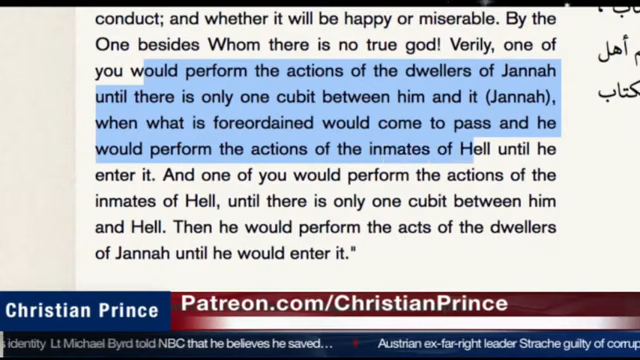 conduct; and whether it will be happy or miserable. By the
One besides Whom there is no true god! Verily, one of
you would perform the actions of the dwellers of Jannah
until there is only one cubit between him and it (Jannah),
when what is foreordained would come to pass and he
would perform the actions of the inmates of Hell until he
enter it. And one of you would perform the actions of the
inmates of Hell, until there is only one cubit between him
and Hell. Then he would perform the acts of the dwellers
of Jannah until he would enter it."
م أهل
كتاب
Christian Prince
Patreon.com/ChristianPrince
identity Lt Michael Byrd told NBC that he believes he saved…
Austrian ex-far-right leader Strache guilty of corrup